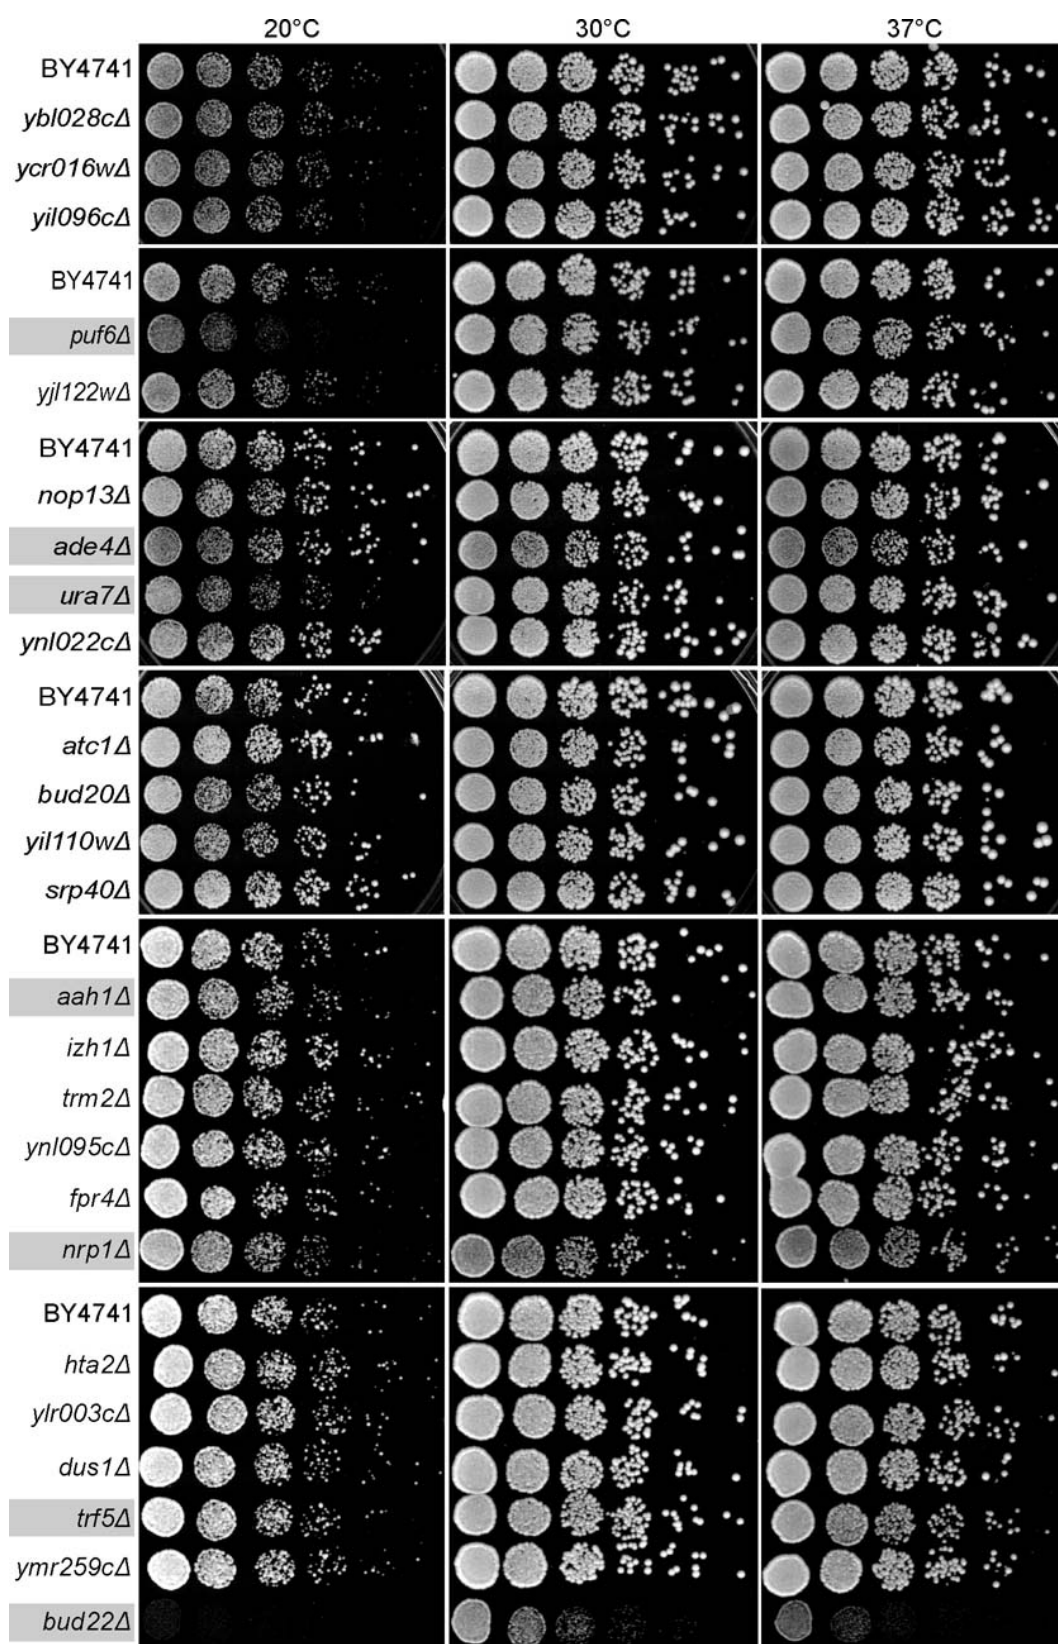 20°C 30°C 37°C
BY4741
ybl028cΔ
ycr016wΔ
yil096cΔ
BY4741
puf6Δ
yjl122wΔ
BY4741
nop13Δ
ade4Δ
ura7Δ
ynl022cΔ
BY4741
atc1Δ
bud20Δ
yil110wΔ
srp40Δ
BY4741
aah1Δ
izh1Δ
trm2Δ
ynl095cΔ
fpr4Δ
nrp1Δ
BY4741
hta2Δ
ylr003cΔ
dus1Δ
trf5Δ
ymr259cΔ
bud22Δ